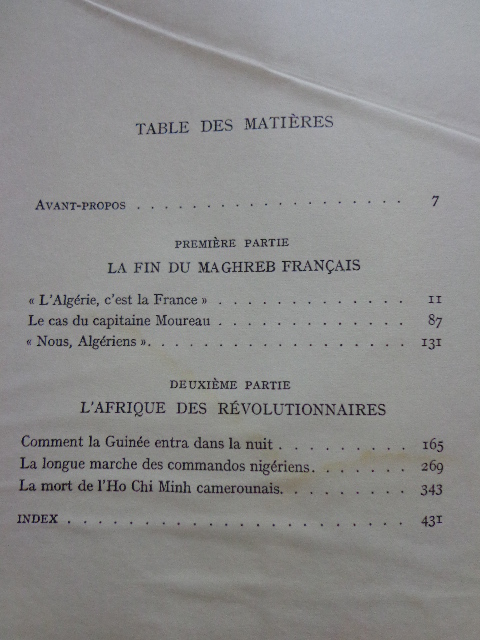 TABLE DES MATIÈRES
AVANT-PROPOS . . . . . . . . . . . . . . . . . . . 7
PREMIÈRE PARTIE
LA FIN DU MAGHREB FRANÇAIS
« L'Algérie, c'est la France » . . . . . . . . . . . . . . 11
Le cas du capitaine Moureau . . . . . . . . . . . . . . 87
« Nous, Algériens ». . . . . . . . . . . . . . . . . . 131
DEUXIÈME PARTIE
L'AFRIQUE DES RÉVOLUTIONNAIRES
Comment la Guinée entra dans la nuit . . . . . . . . . 165
La longue marche des commandos nigériens. . . . . . . 269
La mort de l'Ho Chi Minh camerounais. . . . . . . . . 343
INDEX . . . . . . . . . . . . . . . . . . . . . . . 431